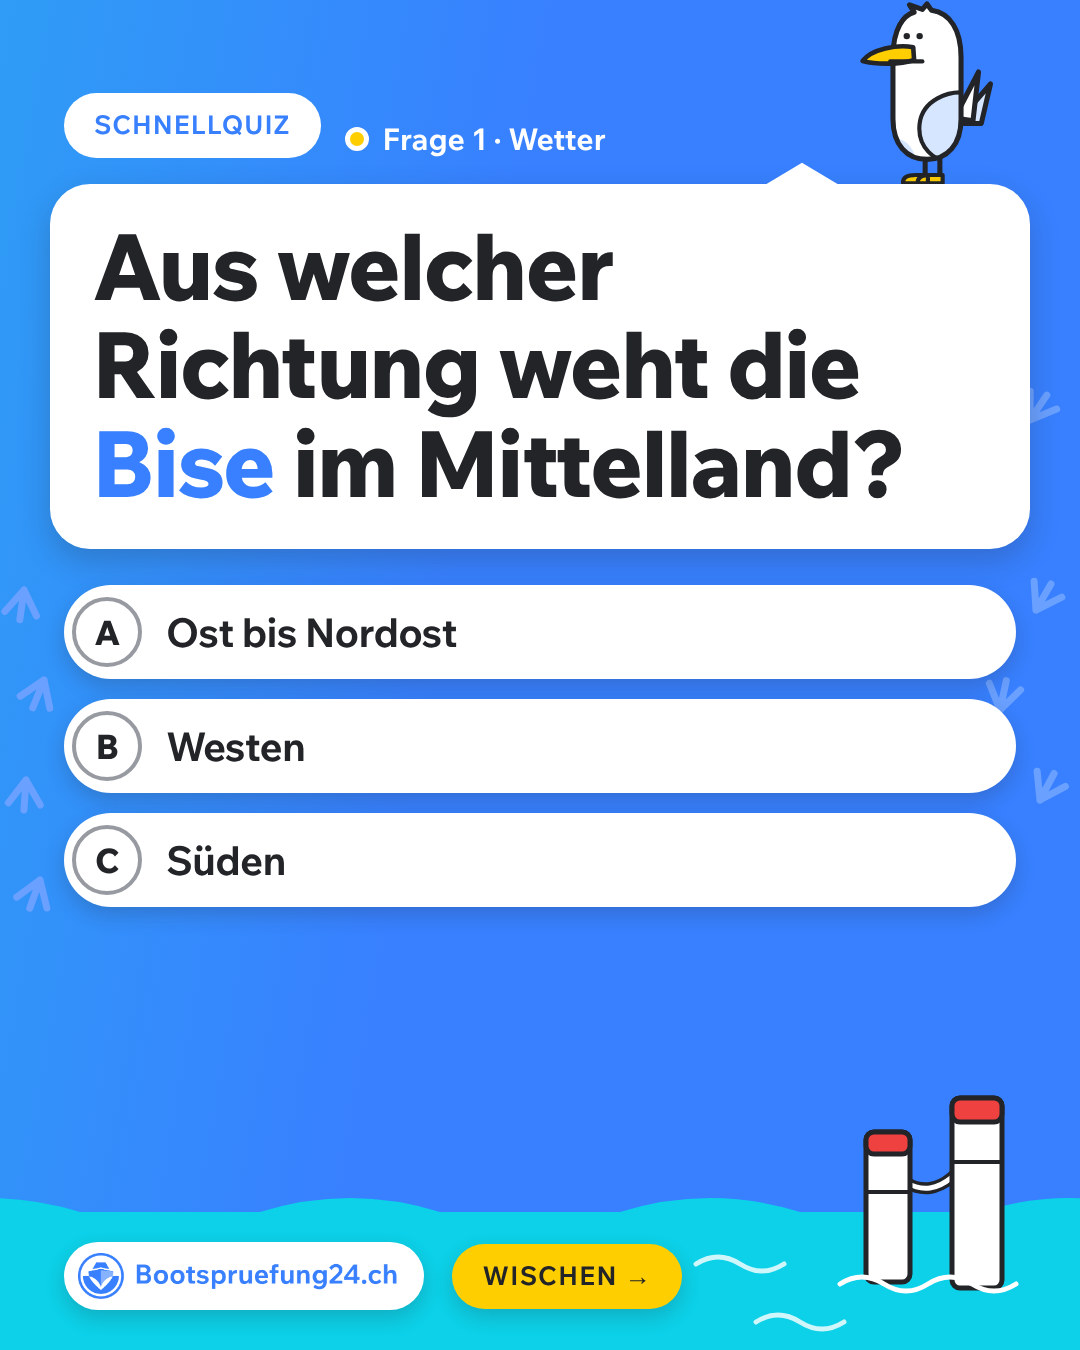 SCHNELLQUIZ
Frage 1 · Wetter
Aus welcher
Richtung weht die
Bise im Mittelland?
A Ost bis Nordost
B Westen
C Süden
Bootspruefung24.ch
WISCHEN →